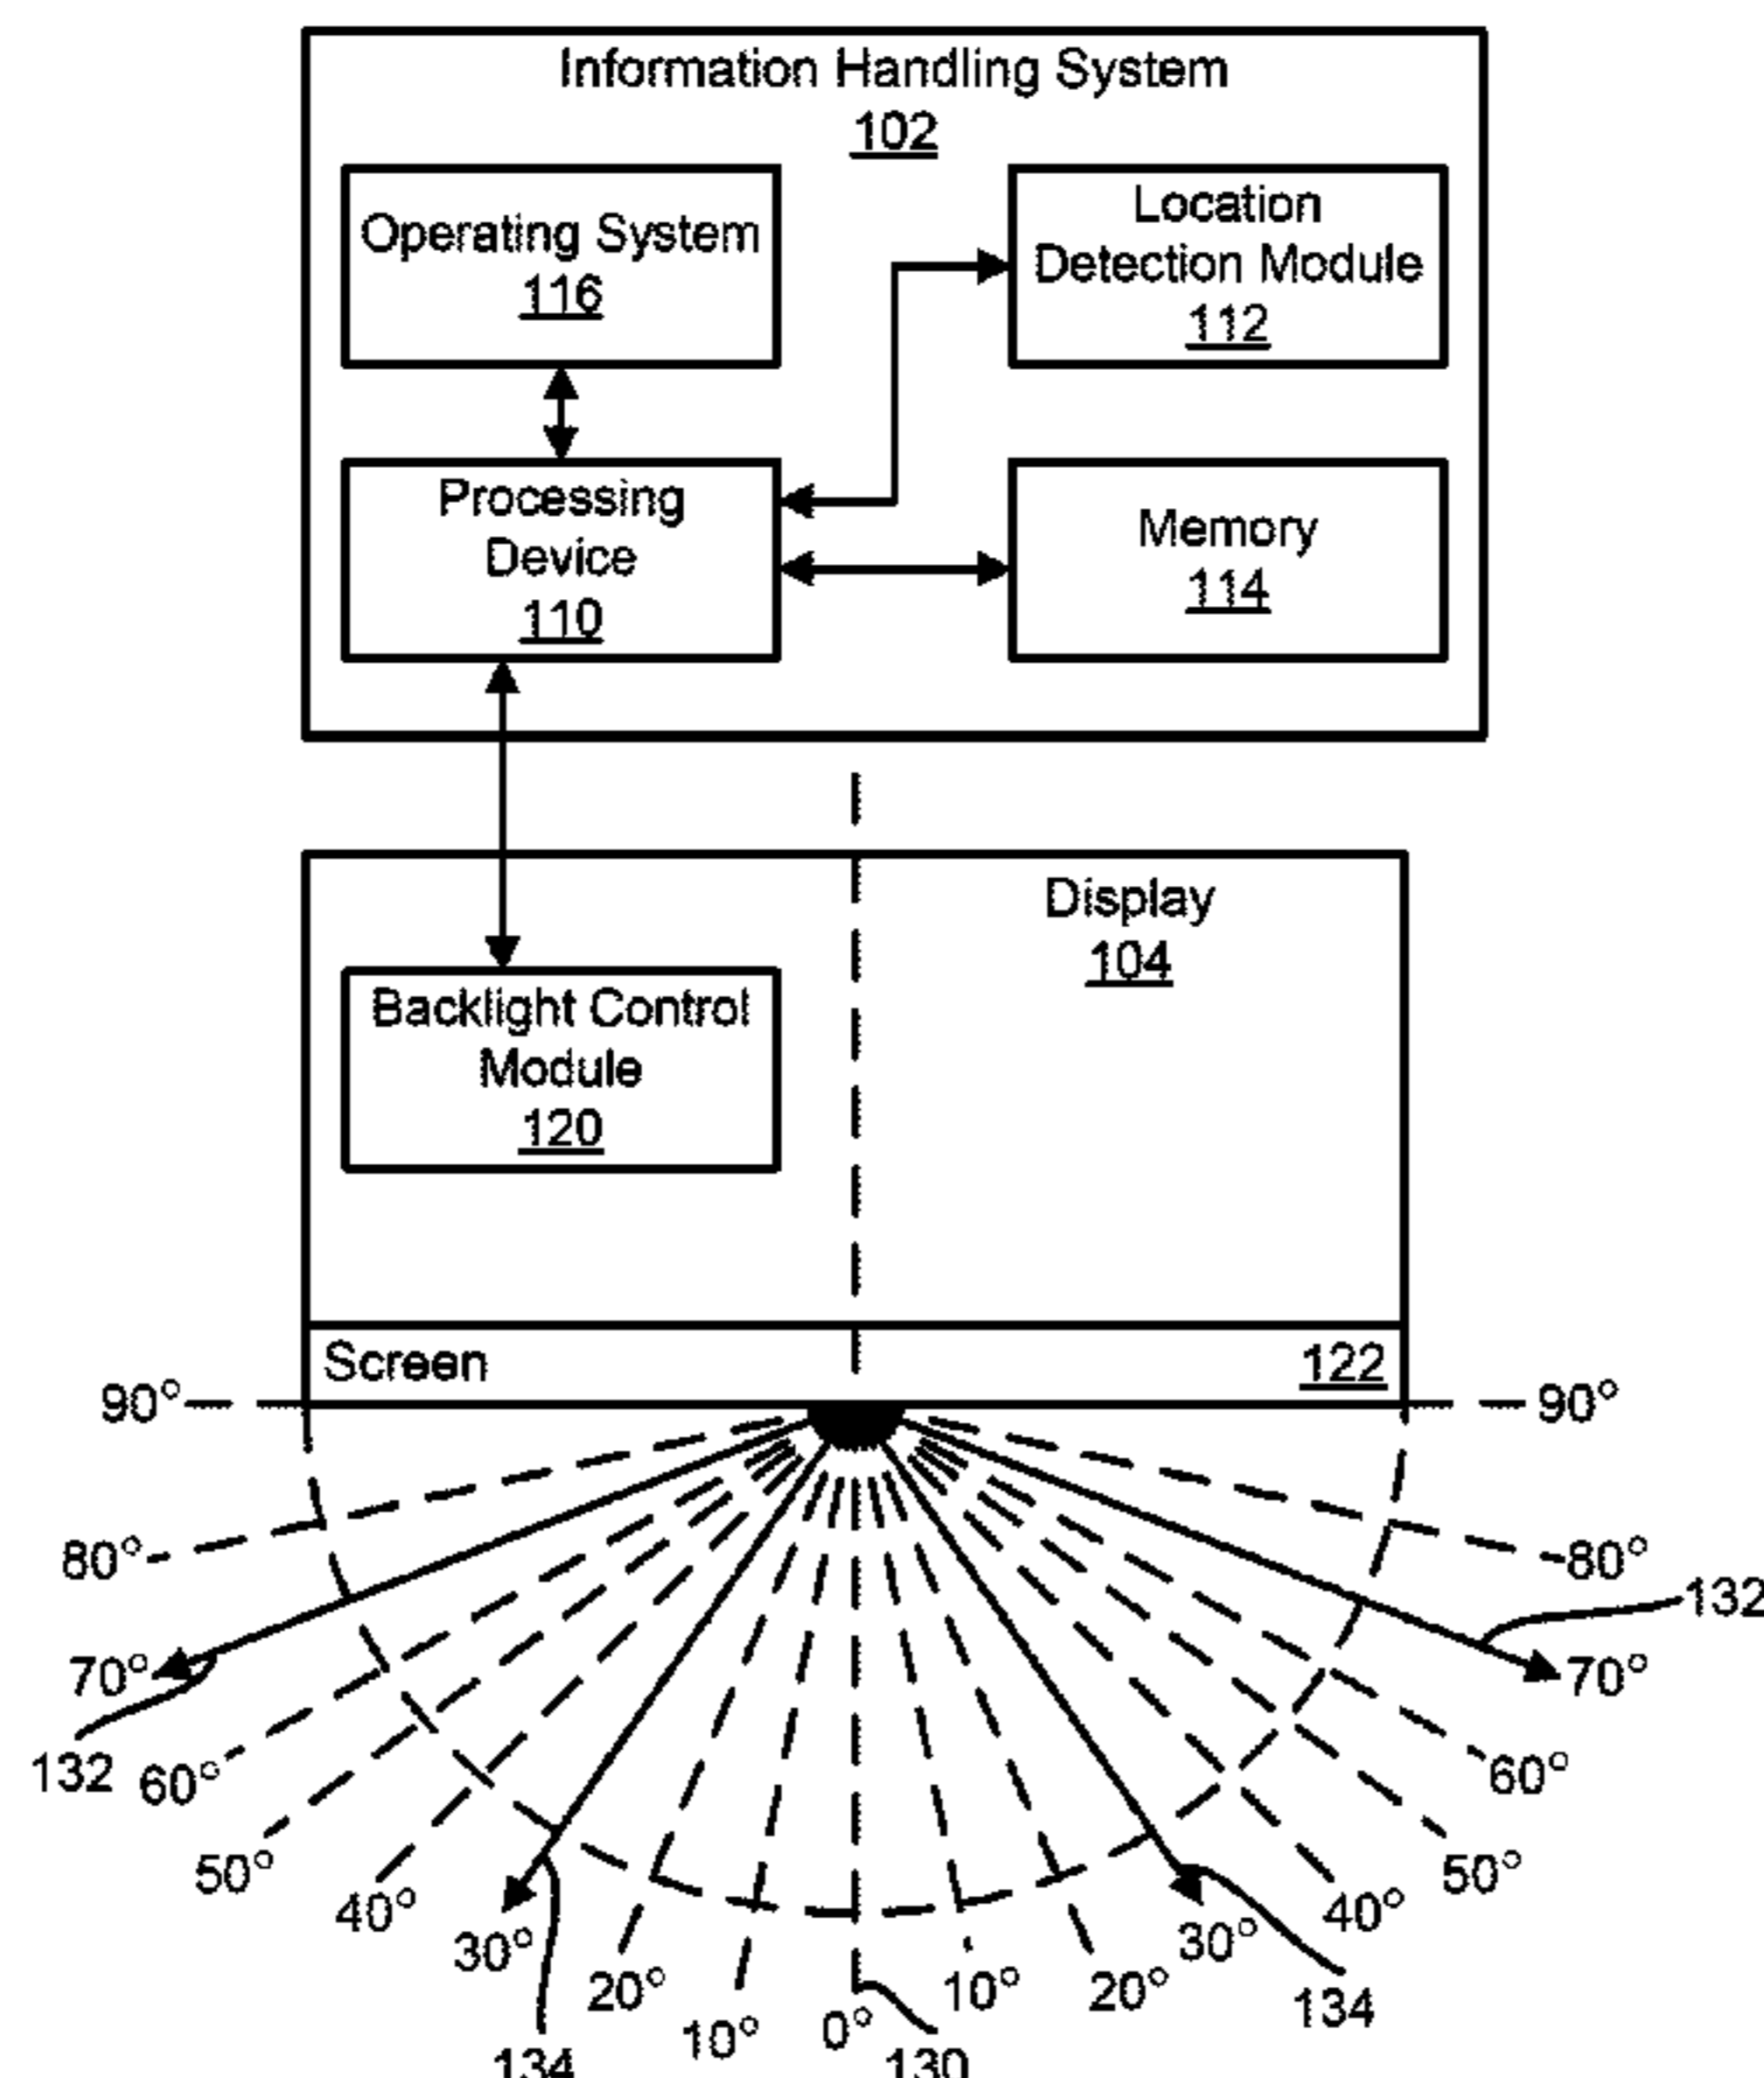 Information Handling System
102
Operating System
116
Location
Detection Module
112
Processing
Device
110
Memory
114
Display
104
Backlight Control
Module
120
Screen
122
90°
90°
80°
80°
132
70°
70°
132
60°
60°
50°
50°
40°
40°
30°
30°
20°
10°
0°
10°
20°
134
134
130